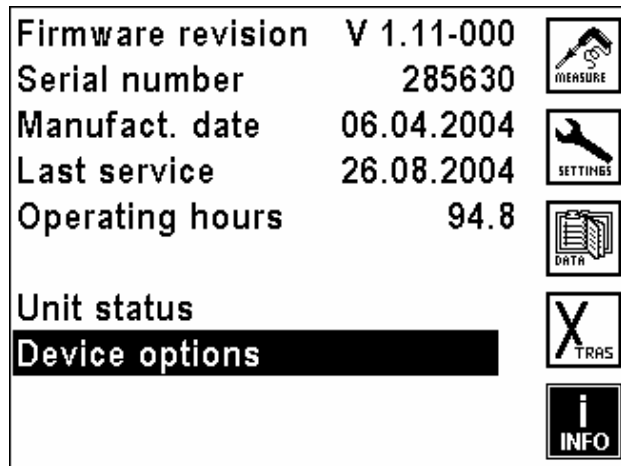 Firmware revision V 1.11-000
Serial number 285630
Manufact. date 06.04.2004
Last service 26.08.2004
Operating hours 94.8
Unit status
Device options
MEASURE
SETTINGS
DATA
XTRAS
i
INFO